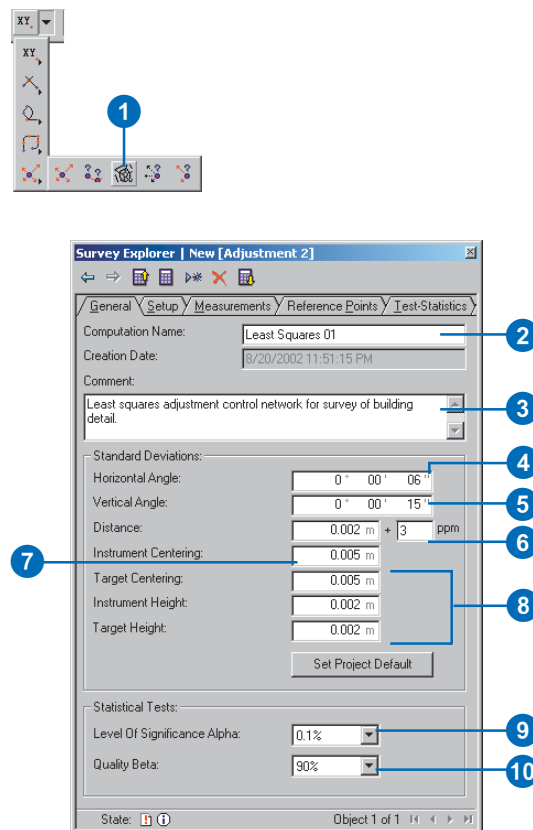 XY
XY
1
Survey Explorer | New [Adjustment 2]
General Setup Measurements Reference Points Test-Statistics
Computation Name: Least Squares 01 2
Creation Date: 8/20/2002 11:51:15 PM
Comment:
Least squares adjustment control network for survey of building 3
detail.
Standard Deviations:
Horizontal Angle: 0 ° 00 ' 06 " 4
Vertical Angle: 0 ° 00 ' 15 " 5
Distance: 0.002 m + 3 ppm 6
7 Instrument Centering: 0.005 m
Target Centering: 0.005 m
Instrument Height: 0.002 m 8
Target Height: 0.002 m
Set Project Default
Statistical Tests:
Level Of Significance Alpha: 0.1% 9
Quality Beta: 90% 10
State: Object 1 of 1